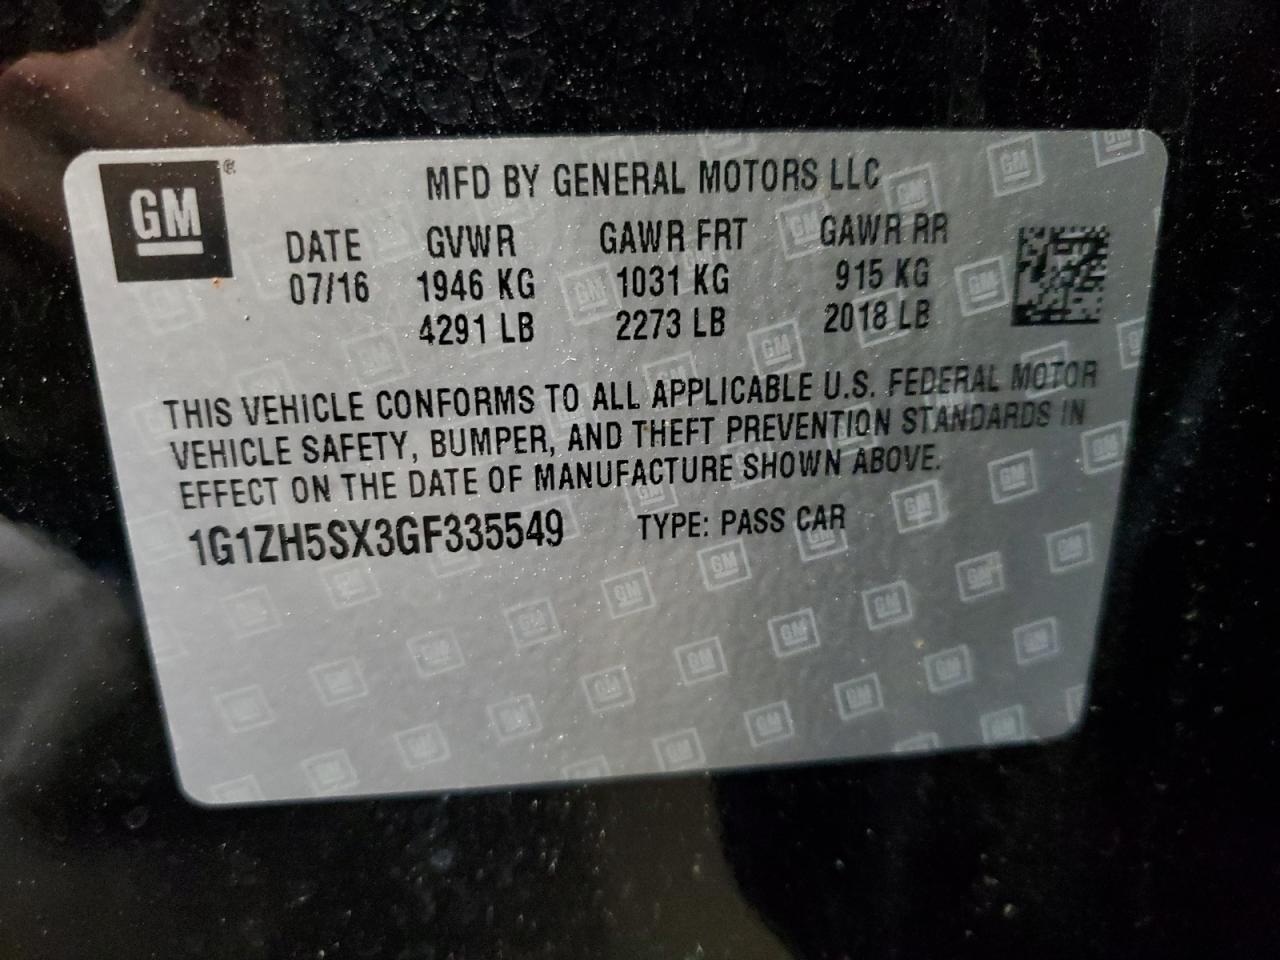 GM®
MFD BY GENERAL MOTORS LLC
DATE GVWR GAWR FRT GAWR RR
07/16 1946 KG 1031 KG 915 KG
4291 LB 2273 LB 2018 LB
THIS VEHICLE CONFORMS TO ALL APPLICABLE U.S. FEDERAL MOTOR
VEHICLE SAFETY, BUMPER, AND THEFT PREVENTION STANDARDS IN
EFFECT ON THE DATE OF MANUFACTURE SHOWN ABOVE.
1G1ZH5SX3GF335549 TYPE: PASS CAR